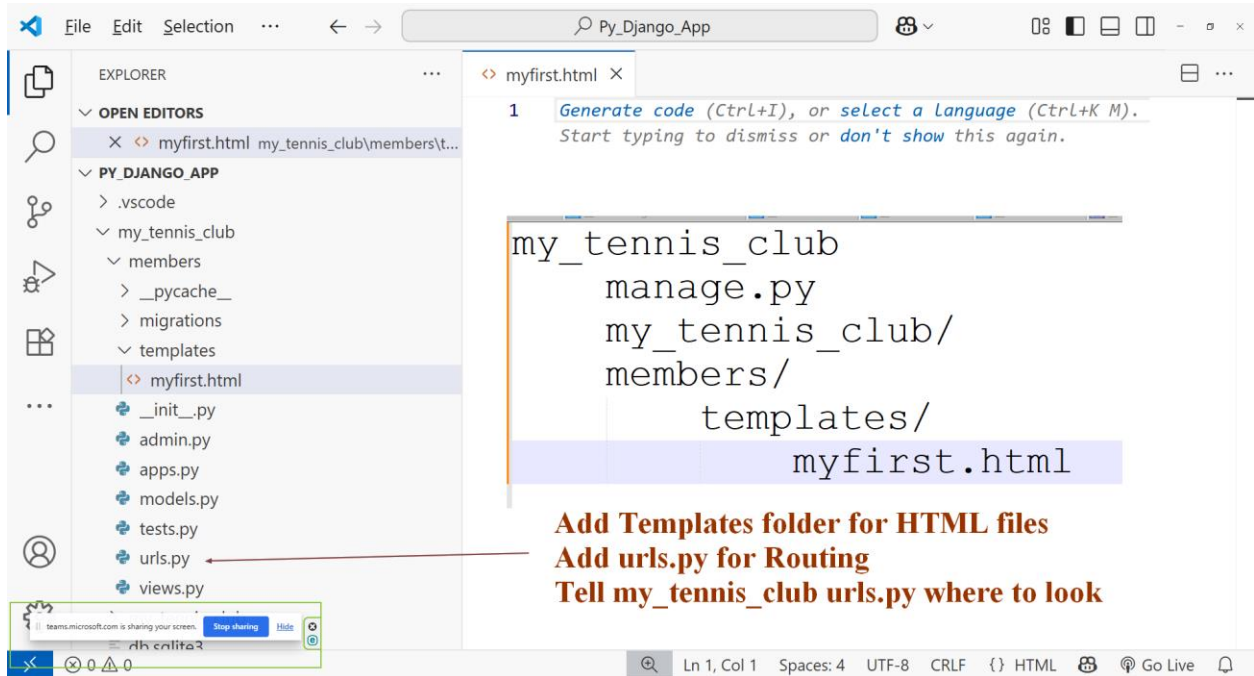 File Edit Selection ··· ← → Py_Django_App
EXPLORER ···
OPEN EDITORS
myfirst.html my_tennis_club\members\t...
PY_DJANGO_APP
.vscode
my_tennis_club
members
__pycache__
migrations
templates
myfirst.html
__init__.py
admin.py
apps.py
models.py
tests.py
urls.py
views.py
db.sqlite3
teams.microsoft.com is sharing your screen. Stop sharing Hide
myfirst.html
1 Generate code (Ctrl+I), or select a language (Ctrl+K M).
Start typing to dismiss or don't show this again.
my_tennis_club
manage.py
my_tennis_club/
members/
templates/
myfirst.html
Add Templates folder for HTML files
Add urls.py for Routing
Tell my_tennis_club urls.py where to look
0 0 Ln 1, Col 1 Spaces: 4 UTF-8 CRLF {} HTML Go Live